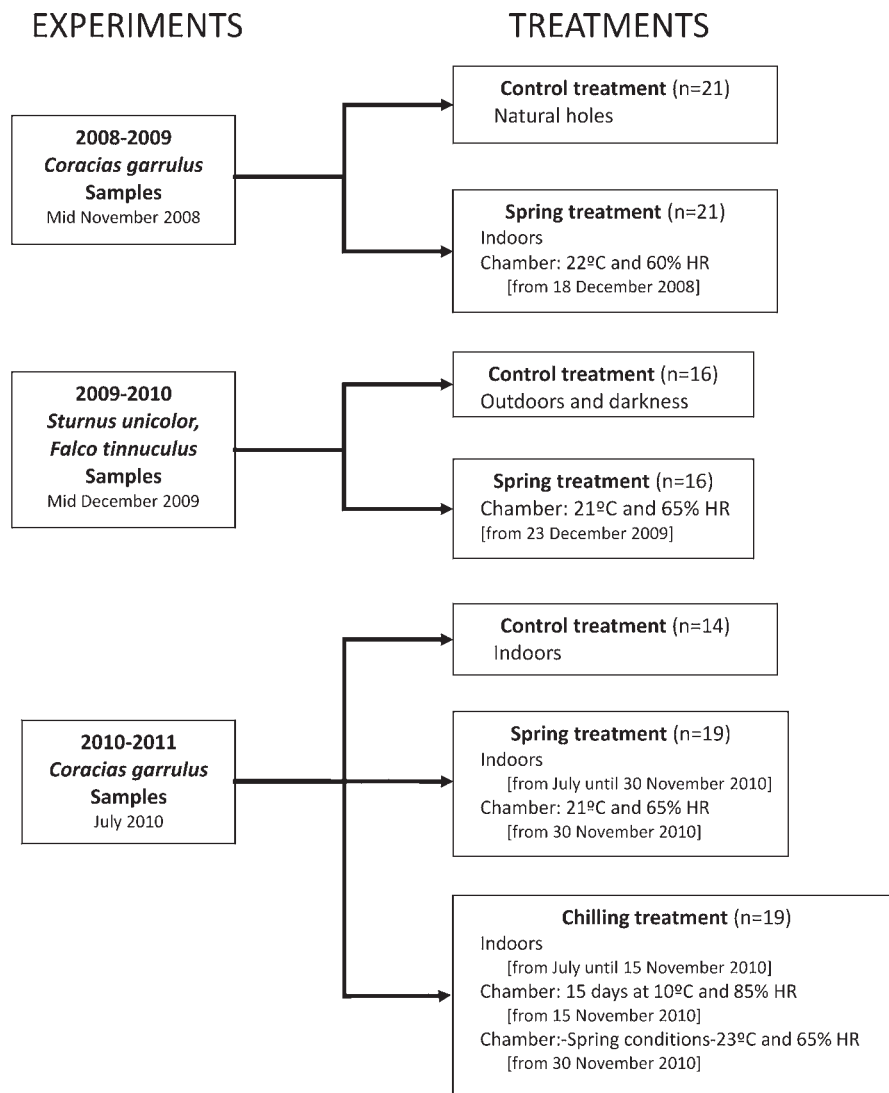 EXPERIMENTS
TREATMENTS
2008-2009
Coracias garrulus
Samples
Mid November 2008
Control treatment (n=21)
Natural holes
Spring treatment (n=21)
Indoors
Chamber: 22ºC and 60% HR
[from 18 December 2008]
2009-2010
Sturnus unicolor,
Falco tinnuculus
Samples
Mid December 2009
Control treatment (n=16)
Outdoors and darkness
Spring treatment (n=16)
Chamber: 21ºC and 65% HR
[from 23 December 2009]
2010-2011
Coracias garrulus
Samples
July 2010
Control treatment (n=14)
Indoors
Spring treatment (n=19)
Indoors
[from July until 30 November 2010]
Chamber: 21ºC and 65% HR
[from 30 November 2010]
Chilling treatment (n=19)
Indoors
[from July until 15 November 2010]
Chamber: 15 days at 10ºC and 85% HR
[from 15 November 2010]
Chamber:-Spring conditions-23ºC and 65% HR
[from 30 November 2010]